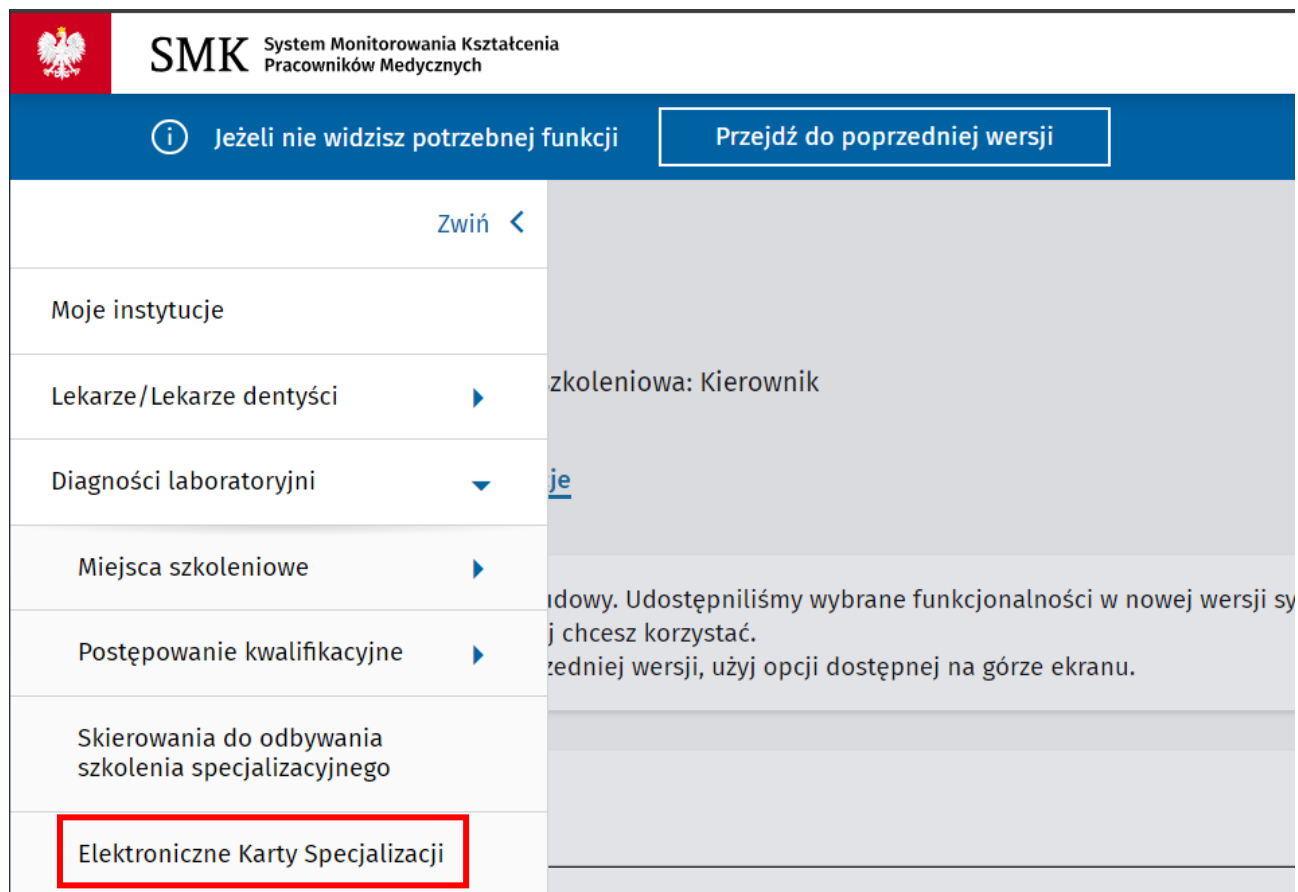 SMK System Monitorowania Kształcenia
Pracowników Medycznych
Jeżeli nie widzisz potrzebnej funkcji
Przejdź do poprzedniej wersji
Zwiń
Moje instytucje
Lekarze/Lekarze dentyści
Diagności laboratoryjni
Miejsca szkoleniowe
Postępowanie kwalifikacyjne
Skierowania do odbywania
szkolenia specjalizacyjnego
Elektroniczne Karty Specjalizacji
zkoleniowa: Kierownik
je
dowy. Udostępniliśmy wybrane funkcjonalności w nowej wersji sy
j chcesz korzystać.
zedniej wersji, użyj opcji dostępnej na górze ekranu.